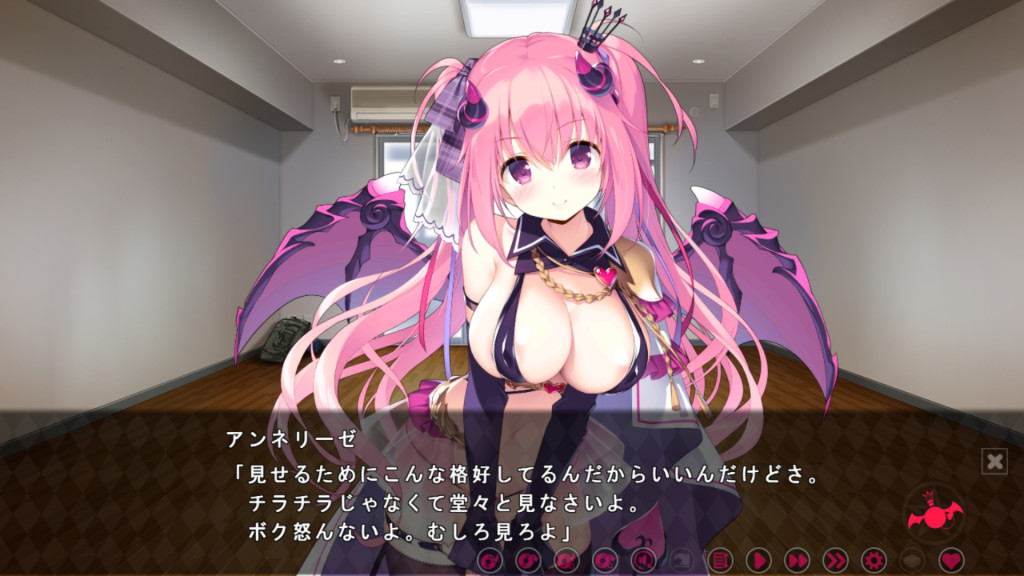 アンネリーゼ
「見せるためにこんな格好してるんだからいいんだけどさ。
チラチラじゃなくて堂々と見なさいよ。
ボク怒んないよ。むしろ見ろよ」